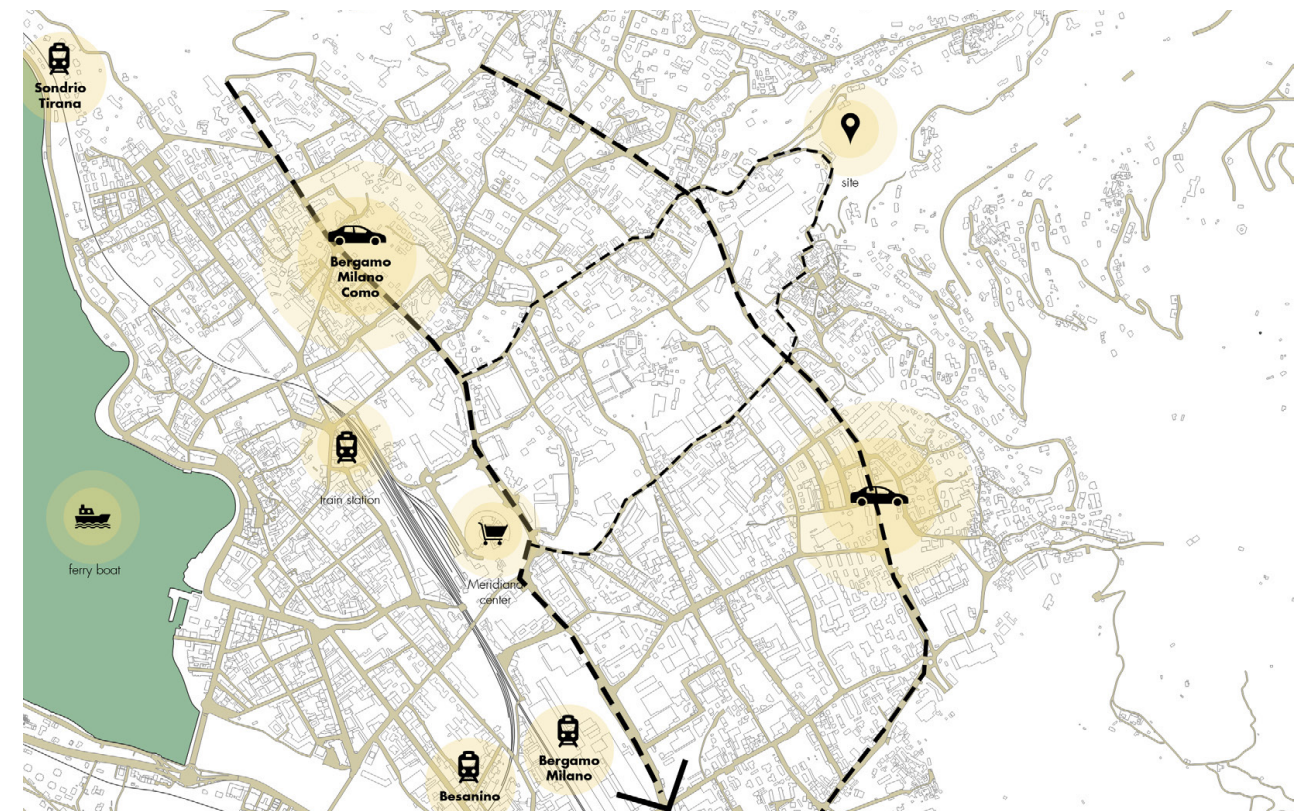 Sondrio
Tirana
site
Bergamo
Milano
Como
train station
ferry boat
Meridiana
center
Bergamo
Milano
Besanino